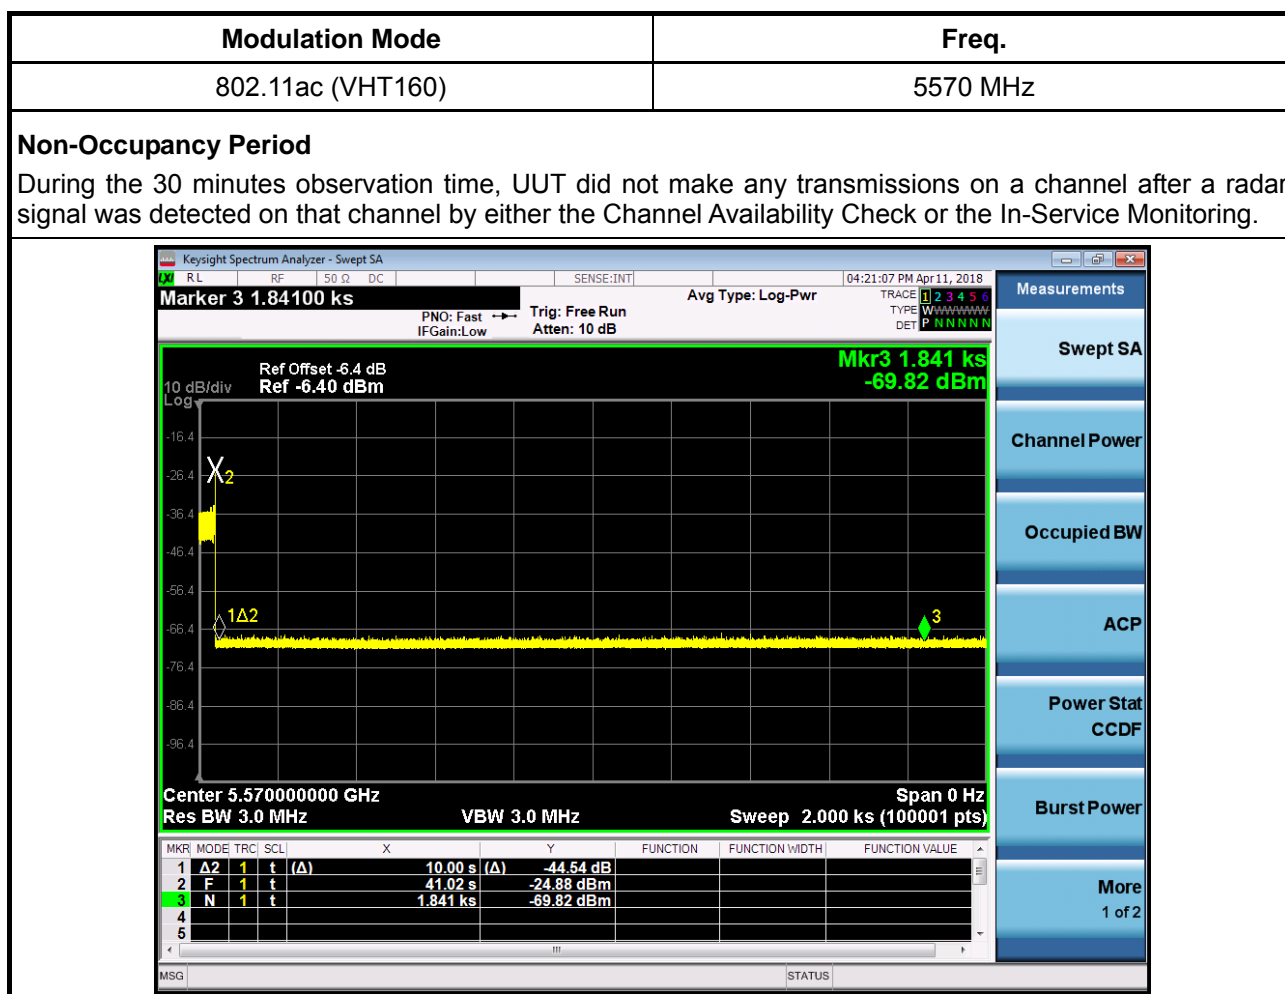 Modulation Mode Freq.
802.11ac (VHT160) 5570 MHz
Non-Occupancy Period
During the 30 minutes observation time, UUT did not make any transmissions on a channel after a radar
signal was detected on that channel by either the Channel Availability Check or the In-Service Monitoring.
Keysight Spectrum Analyzer - Swept SA
LXI RL RF 50 Ω DC SENSE:INT 04:21:07 PM Apr 11, 2018
Marker 3 1.84100 ks
PNO: Fast
IFGain:Low
Trig: Free Run
Atten: 10 dB
Avg Type: Log-Pwr
TRACE 1 2 3 4 5 6
TYPE WWWWWW
DET P N N N N N
Mkr3 1.841 ks
-69.82 dBm
Ref Offset -6.4 dB
10 dB/div Ref -6.40 dBm
Log
-16.4
-26.4
-36.4
-46.4
-56.4
-66.4
-76.4
-86.4
-96.4
2
1Δ2
3
Center 5.570000000 GHz Span 0 Hz
Res BW 3.0 MHz VBW 3.0 MHz Sweep 2.000 ks (100001 pts)
MKR MODE TRC SCL X Y FUNCTION FUNCTION WIDTH FUNCTION VALUE
1 Δ2 1 t (Δ) 10.00 s (Δ) -44.54 dB
2 F 1 t 41.02 s -24.88 dBm
3 N 1 t 1.841 ks -69.82 dBm
4
5
MSG STATUS
Measurements
Swept SA
Channel Power
Occupied BW
ACP
Power Stat
CCDF
Burst Power
More
1 of 2